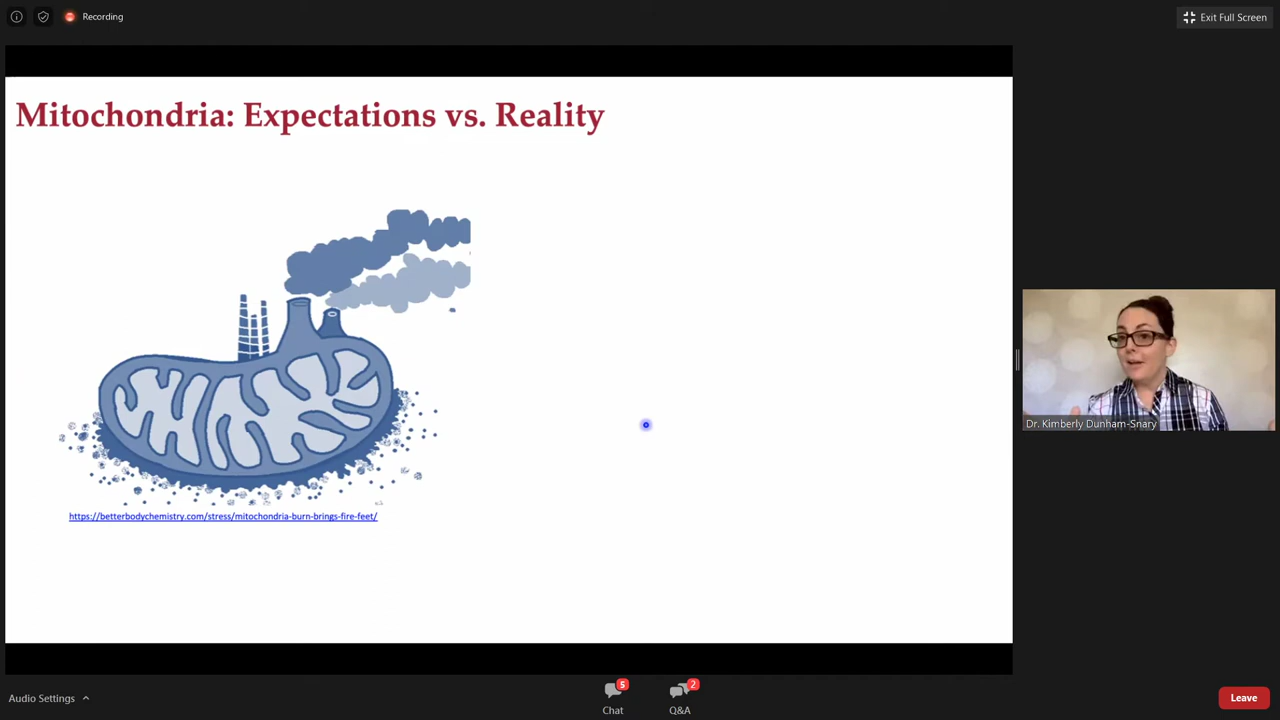 Recording
Exit Full Screen
Mitochondria: Expectations vs. Reality
https://betterbodychemistry.com/stress/mitochondria-burn-brings-fire-feet/
Dr. Kimberly Dunham-Snary
Audio Settings
5
Chat
2
Q&A
Leave